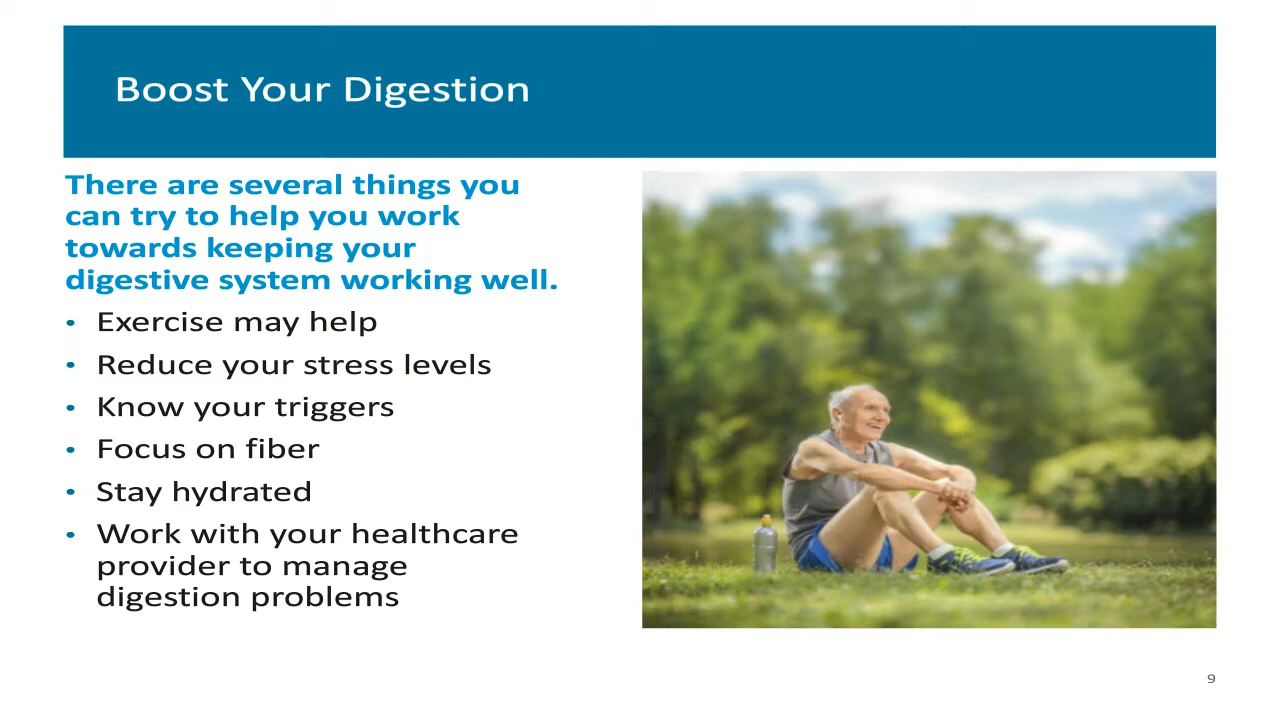 Boost Your Digestion
There are several things you
can try to help you work
towards keeping your
digestive system working well.
• Exercise may help
• Reduce your stress levels
• Know your triggers
• Focus on fiber
• Stay hydrated
• Work with your healthcare
provider to manage
digestion problems
9